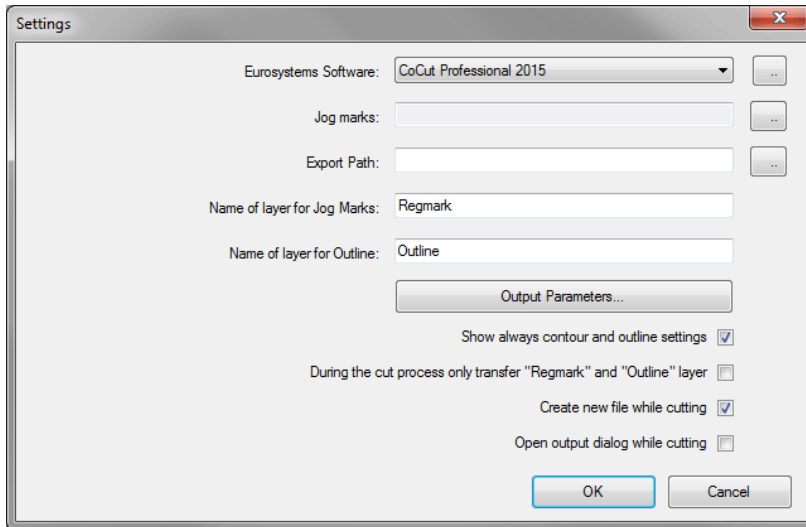 Settings
Eurosystems Software: CoCut Professional 2015 ..
Jog marks: ..
Export Path: ..
Name of layer for Jog Marks: Regmark
Name of layer for Outline: Outline
Output Parameters...
Show always contour and outline settings
During the cut process only transfer "Regmark" and "Outline" layer
Create new file while cutting
Open output dialog while cutting
OK Cancel